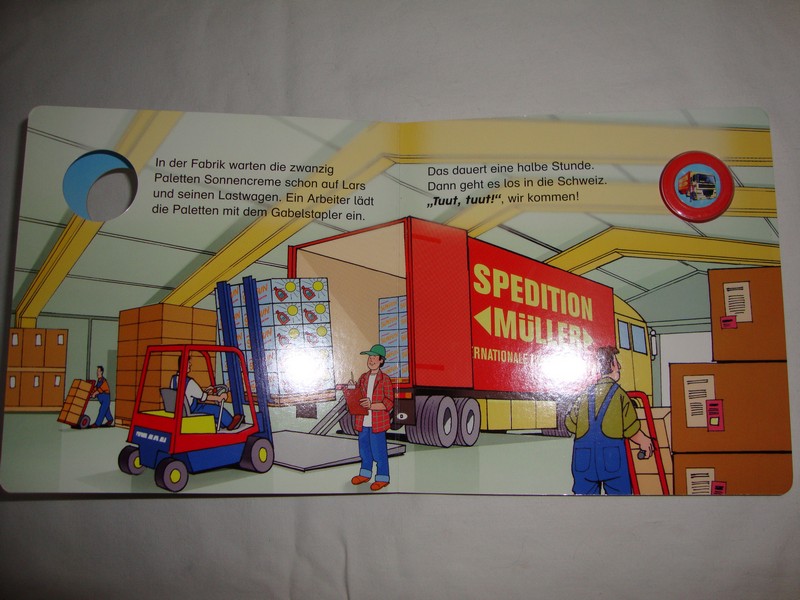 In der Fabrik warten die zwanzig
Paletten Sonnencreme schon auf Lars
und seinen Lastwagen. Ein Arbeiter lädt
die Paletten mit dem Gabelstapler ein.
Das dauert eine halbe Stunde.
Dann geht es los in die Schweiz.
„Tuut, tuut!“, wir kommen!
SPEDITION
MÜLLER